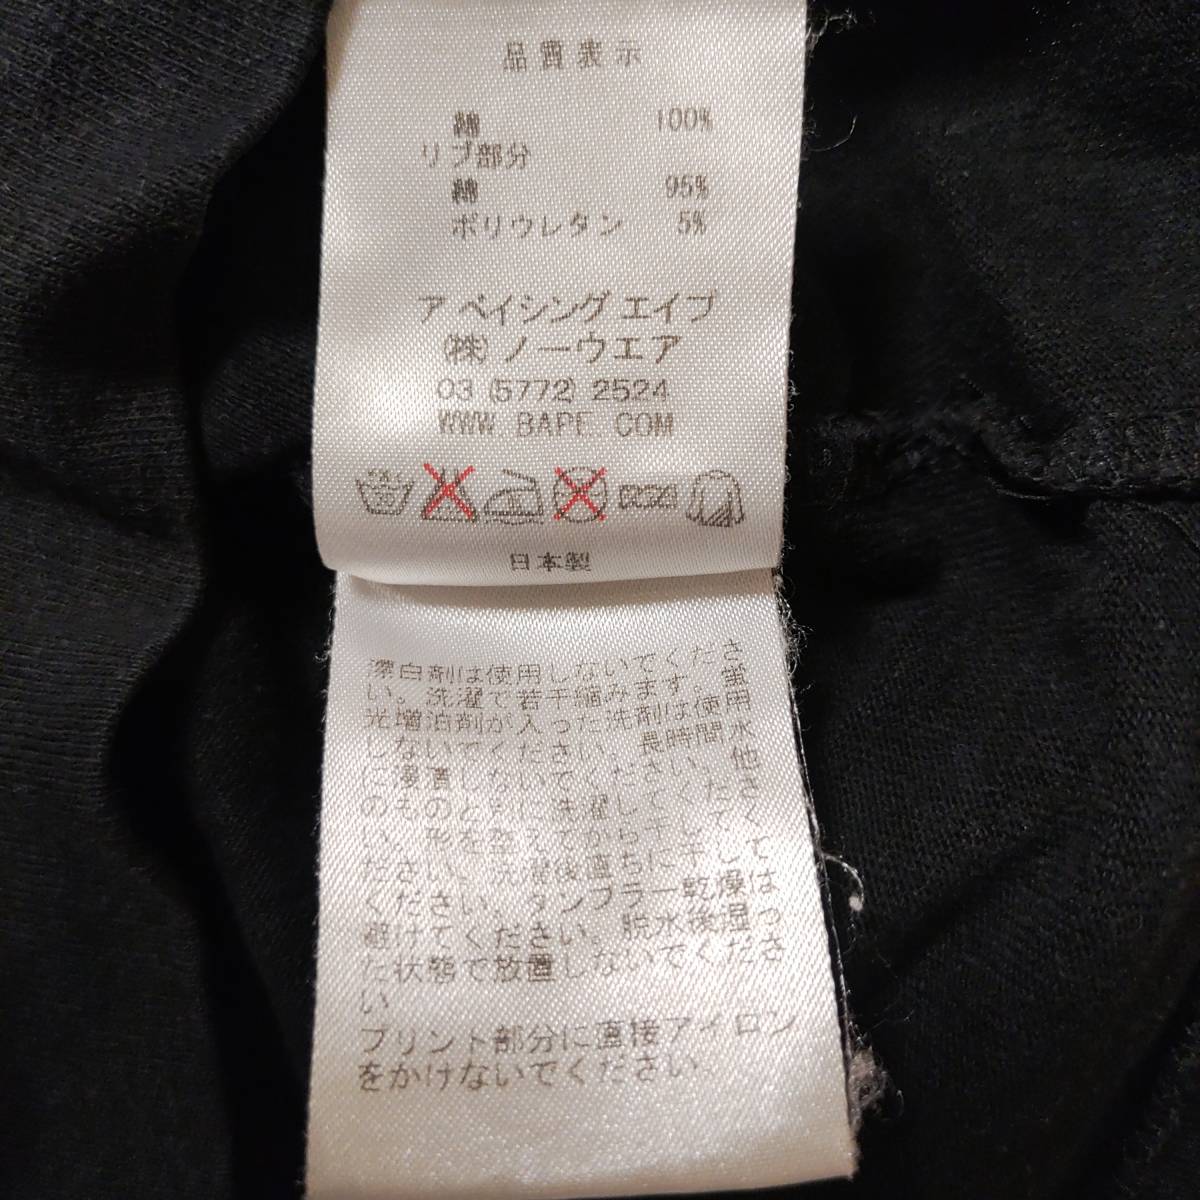 品質表示
綿 100%
リブ部分
綿 95%
ポリウレタン 5%
ア ベイシング エイプ
(株)ノーウエア
03 (5772) 2524
WWW. BAPE. COM
日本製
漂白剤は使用しないでくださ
い。洗濯で若干縮みます。蛍
光増泊剤が入った洗剤は使用
しないでください。長時間水
に浸置しないでください。他
のものともに洗濯してくださ
い。形を整えてから干してく
ださい。洗濯後直ちに干して
ください。タンブラー乾燥は
避けてください。脱水後湿っ
た状態で放置しないでくださ
い
プリント部分に直接アイロン
をかけないでください。